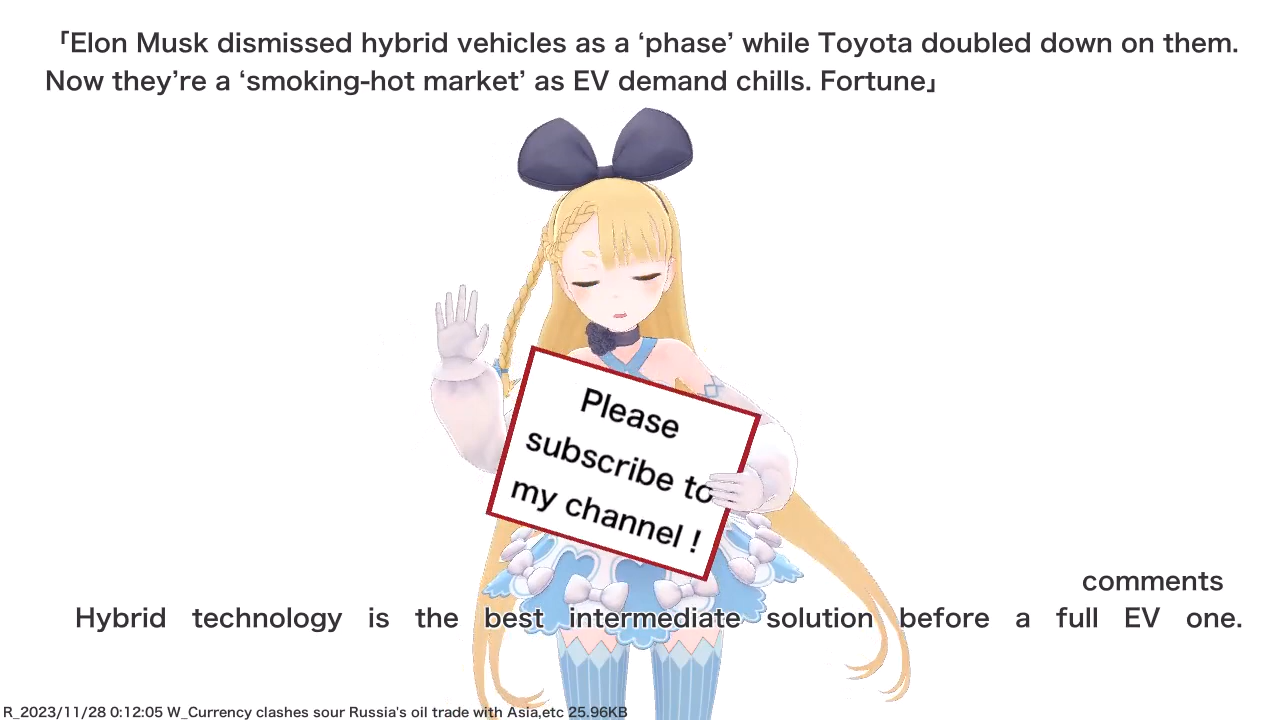 「Elon Musk dismissed hybrid vehicles as a ‘phase’ while Toyota doubled down on them.
Now they’re a ‘smoking-hot market’ as EV demand chills. Fortune」
Please
subscribe to
my channel !
comments
Hybrid technology is the best intermediate solution before a full EV one.
R_2023/11/28 0:12:05 W_Currency clashes sour Russia's oil trade with Asia,etc 25.96KB